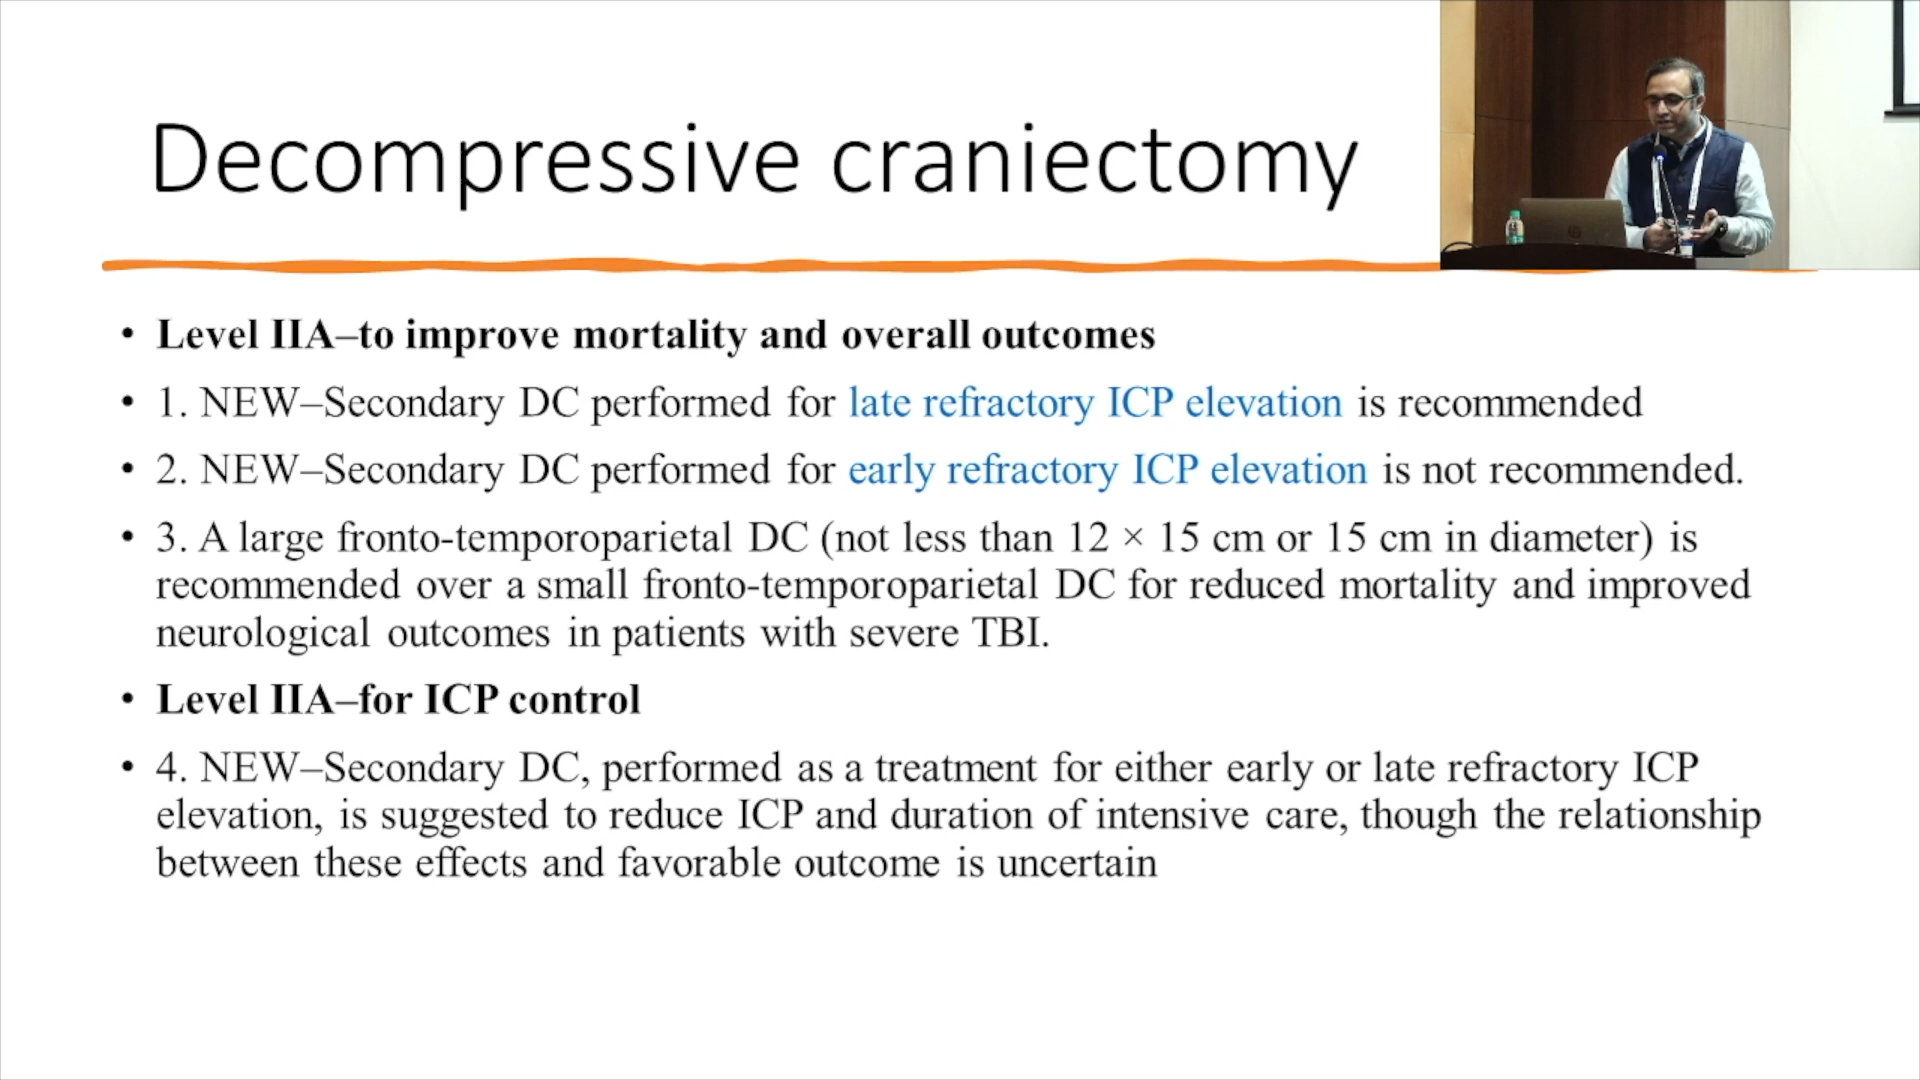 Decompressive craniectomy
• Level IIA–to improve mortality and overall outcomes
• 1. NEW–Secondary DC performed for late refractory ICP elevation is recommended
• 2. NEW–Secondary DC performed for early refractory ICP elevation is not recommended.
• 3. A large fronto-temporoparietal DC (not less than 12 × 15 cm or 15 cm in diameter) is
recommended over a small fronto-temporoparietal DC for reduced mortality and improved
neurological outcomes in patients with severe TBI.
• Level IIA–for ICP control
• 4. NEW–Secondary DC, performed as a treatment for either early or late refractory ICP
elevation, is suggested to reduce ICP and duration of intensive care, though the relationship
between these effects and favorable outcome is uncertain